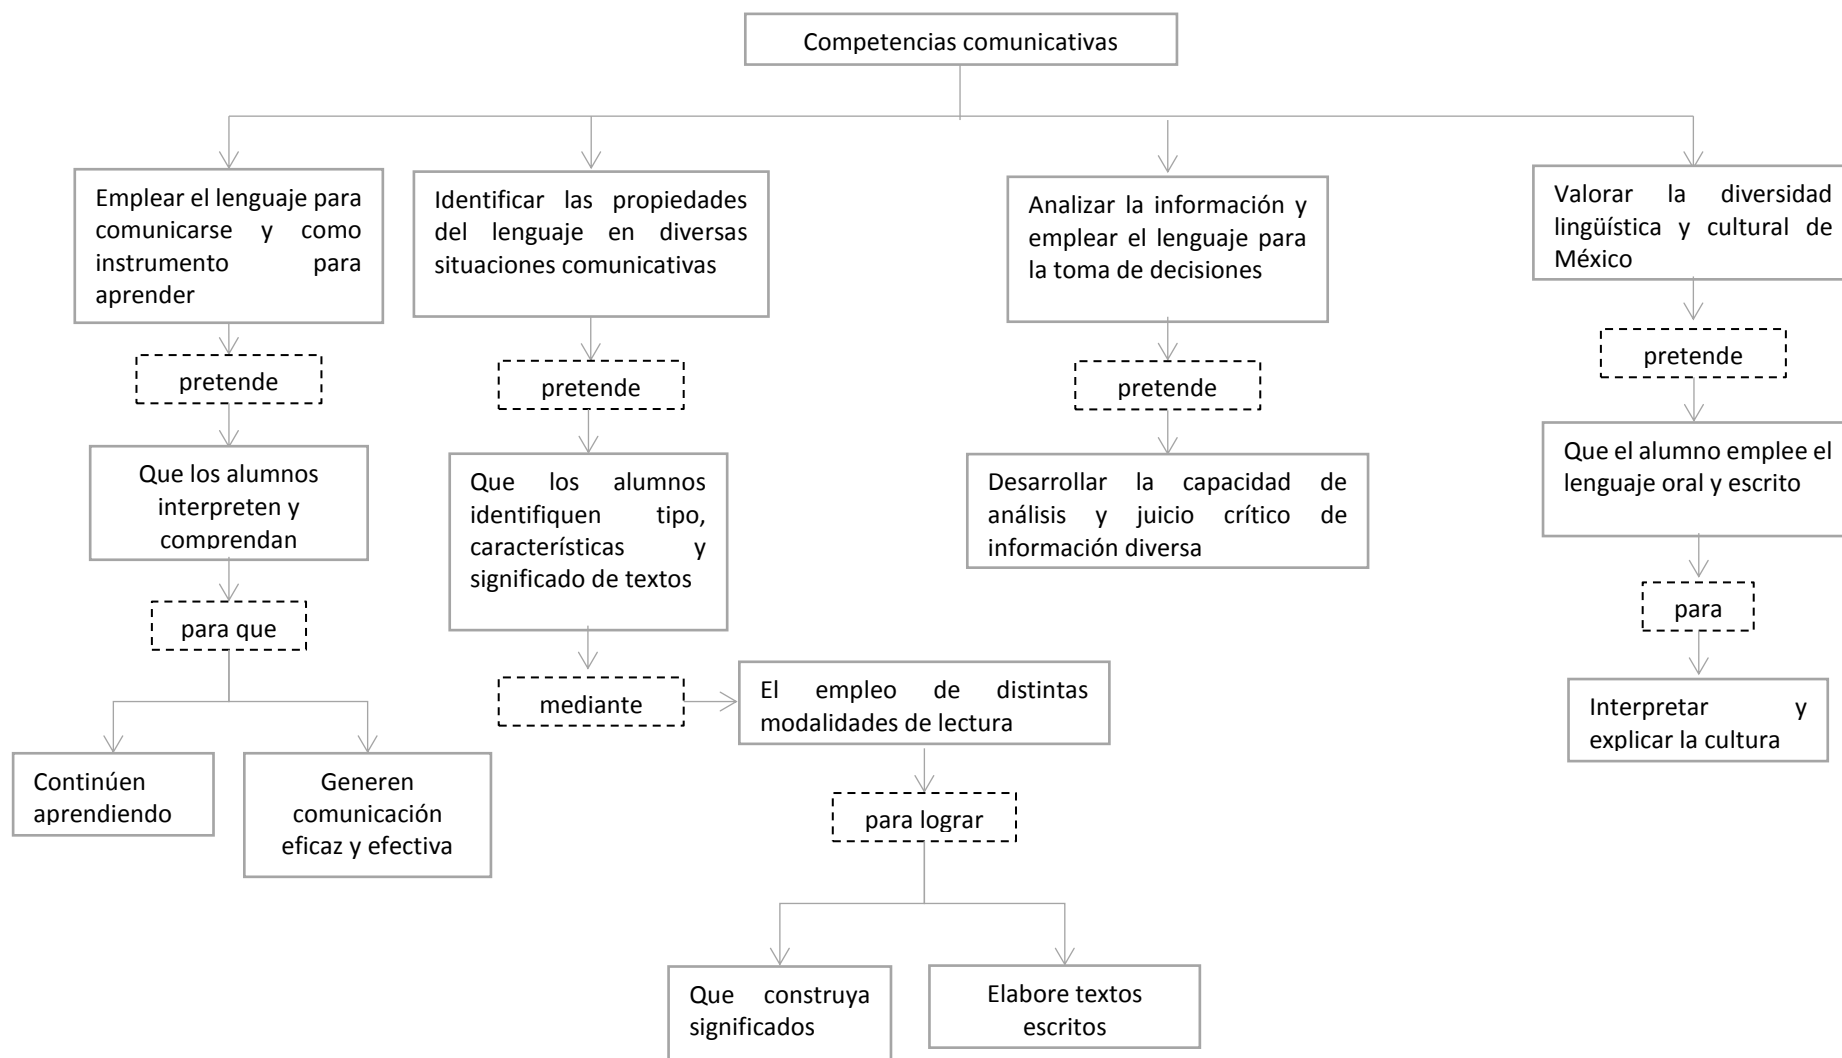 Competencias comunicativas
Emplear el lenguaje para
comunicarse y como
instrumento para
aprender
pretende
Que los alumnos
interpreten y
comprendan
para que
Continúen
aprendiendo
Generen
comunicación
eficaz y efectiva
Identificar las propiedades
del lenguaje en diversas
situaciones comunicativas
pretende
Que los alumnos
identifiquen tipo,
características y
significado de textos
mediante
El empleo de distintas
modalidades de lectura
para lograr
Que construya
significados
Elabore textos
escritos
Analizar la información y
emplear el lenguaje para
la toma de decisiones
pretende
Desarrollar la capacidad de
análisis y juicio crítico de
información diversa
Valorar la diversidad
lingüística y cultural de
México
pretende
Que el alumno emplee el
lenguaje oral y escrito
para
Interpretar y
explicar la cultura